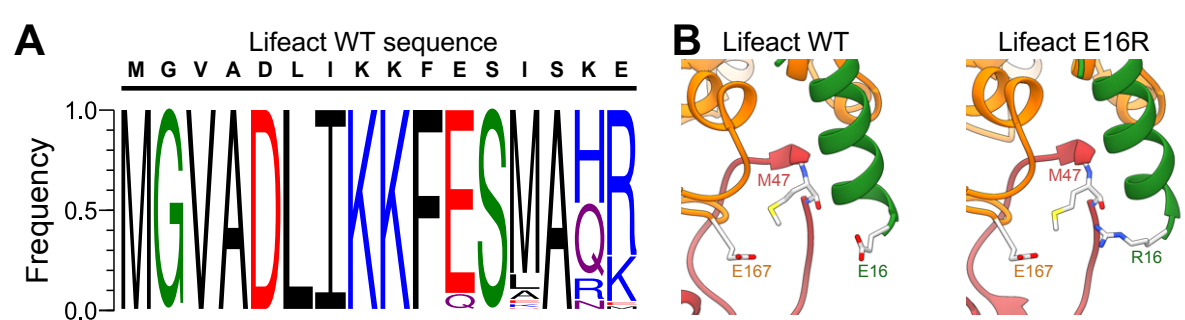 A
Lifeact WT sequence
M G V A D L I K K F E S I S K E
Frequency
1.0
0.5
0.0
M G V A D L I K K F E S M A H R
Q L Q K
A R
N
B
Lifeact WT
M47
E167
E16
Lifeact E16R
M47
E167
R16